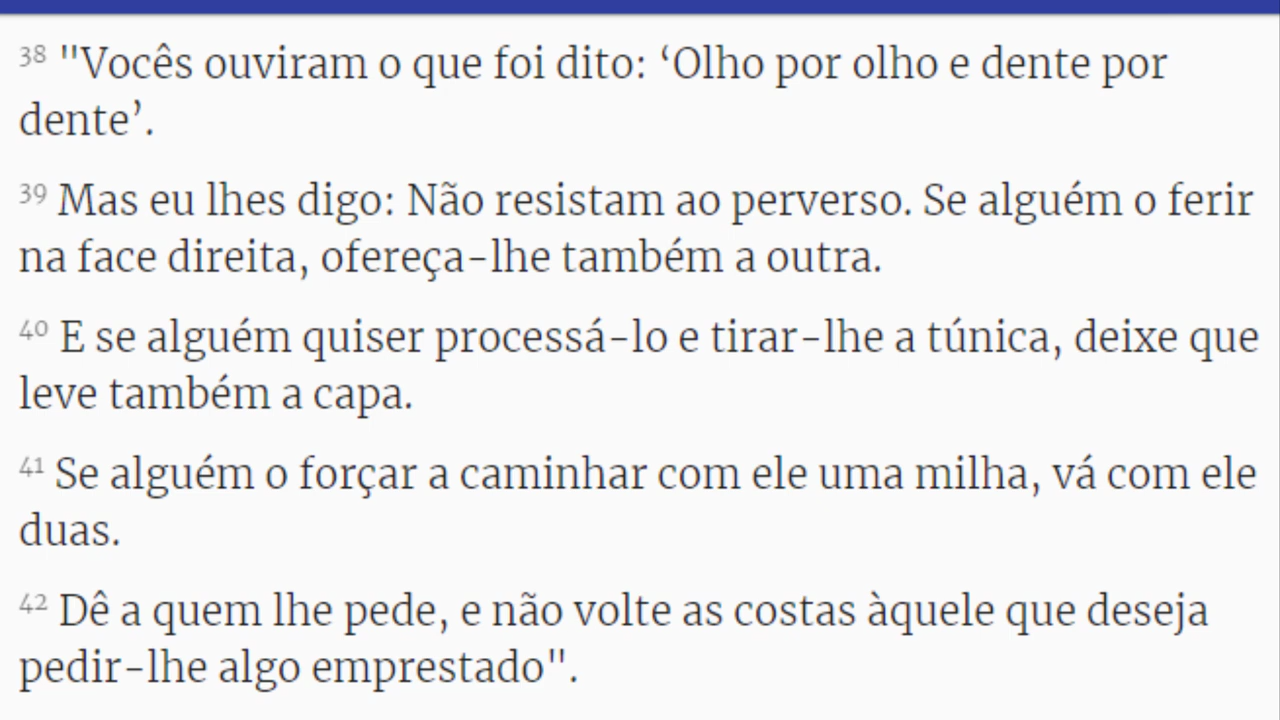 38 "Vocês ouviram o que foi dito: ‘Olho por olho e dente por
dente’.
39 Mas eu lhes digo: Não resistam ao perverso. Se alguém o ferir
na face direita, ofereça-lhe também a outra.
40 E se alguém quiser processá-lo e tirar-lhe a túnica, deixe que
leve também a capa.
41 Se alguém o forçar a caminhar com ele uma milha, vá com ele
duas.
42 Dê a quem lhe pede, e não volte as costas àquele que deseja
pedir-lhe algo emprestado".